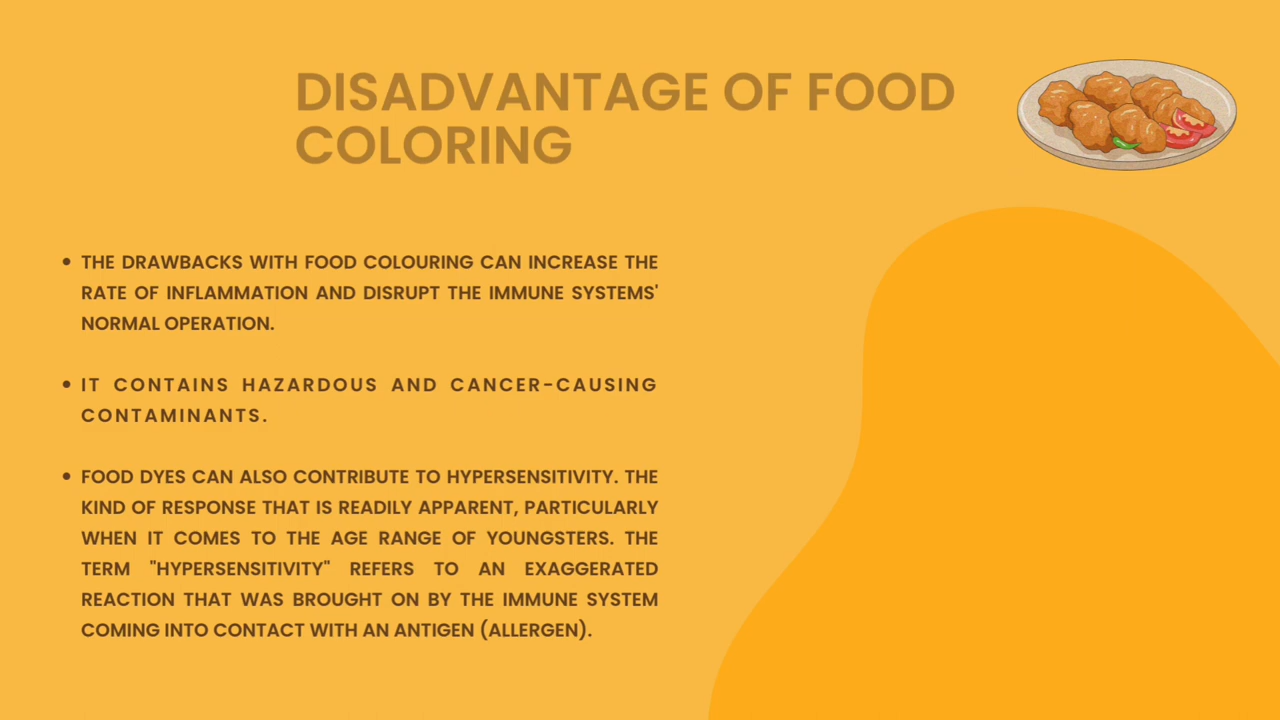 DISADVANTAGE OF FOOD
COLORING
• THE DRAWBACKS WITH FOOD COLOURING CAN INCREASE THE
RATE OF INFLAMMATION AND DISRUPT THE IMMUNE SYSTEMS'
NORMAL OPERATION.
• IT CONTAINS HAZARDOUS AND CANCER-CAUSING
CONTAMINANTS.
• FOOD DYES CAN ALSO CONTRIBUTE TO HYPERSENSITIVITY. THE
KIND OF RESPONSE THAT IS READILY APPARENT, PARTICULARLY
WHEN IT COMES TO THE AGE RANGE OF YOUNGSTERS. THE
TERM "HYPERSENSITIVITY" REFERS TO AN EXAGGERATED
REACTION THAT WAS BROUGHT ON BY THE IMMUNE SYSTEM
COMING INTO CONTACT WITH AN ANTIGEN (ALLERGEN).